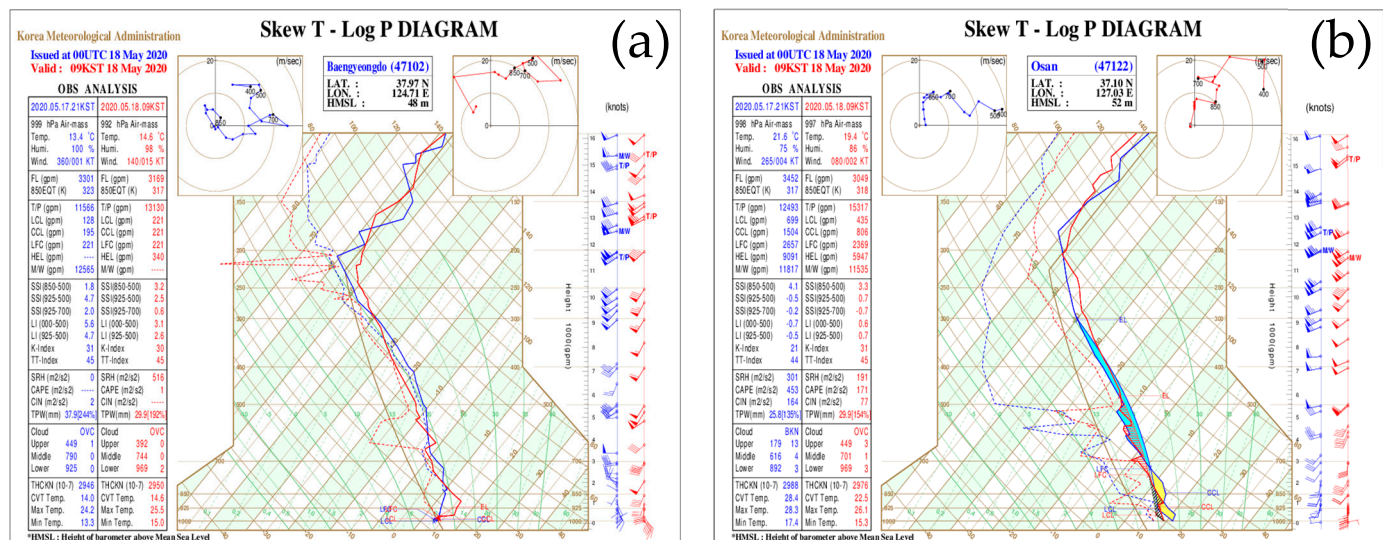 Skew T - Log P DIAGRAM
(a)
Korea Meteorological Administration
Issued at 00UTC 18 May 2020
Valid : 09KST 18 May 2020
Baengyeongdo (47102)
LAT. : 37.97 N
LON. : 124.71 E
HMSL : 48 m
(m/sec)
(m/sec)
(knots)
OBS ANALYSIS
2020.05.17.21KST 2020.05.18.09KST
999 hPa Air-mass 992 hPa Air-mass
Temp. 13.4 °C Temp. 14.6 °C
Humi. 100 % Humi. 98 %
Wind. 360/001 KT Wind. 140/015 KT
FL (gpm) 3301 FL (gpm) 3169
850EQT (K) 323 850EQT (K) 317
T/P (gpm) 11566 T/P (gpm) 13130
LCL (gpm) 128 LCL (gpm) 221
CCL (gpm) 195 CCL (gpm) 221
LFC (gpm) 221 LFC (gpm) 221
HEL (gpm) ---- HEL (gpm) 340
M/W (gpm) 12565 M/W (gpm) -----
SSI(850-500) 1.8 SSI(850-500) 3.2
SSI(925-500) 4.7 SSI(925-500) 2.5
SSI(925-700) 2.0 SSI(925-700) 0.6
LI (000-500) 5.6 LI (000-500) 3.1
LI (925-500) 4.7 LI (925-500) 2.6
K-Index 31 K-Index 30
TT-Index 45 TT-Index 45
SRH (m2/s2) 0 SRH (m2/s2) 516
CAPE (m2/s2) ----- CAPE (m2/s2) 1
CIN (m2/s2) 2 CIN (m2/s2) -----
TPW(mm) 37.9[244%] TPW(mm) 29.9[192%]
Cloud OVC Cloud OVC
Upper 449 1 Upper 392 0
Middle 790 0 Middle 744 0
Lower 925 0 Lower 969 2
THCKN (10-7) 2946 THCKN (10-7) 2950
CVT Temp. 14.0 CVT Temp. 14.6
Max Temp. 24.2 Max Temp. 25.5
Min Temp. 13.3 Min Temp. 15.0
*HMSL : Height of barometer above Mean Sea Level
Height 1000(gpm)
M/W
T/P
T/P
T/P
M/W
T/P
EL
CCL
Skew T - Log P DIAGRAM
(b)
Korea Meteorological Administration
Issued at 00UTC 18 May 2020
Valid : 09KST 18 May 2020
Osan (47122)
LAT. : 37.10 N
LON. : 127.03 E
HMSL : 52 m
(m/sec)
(m/sec)
(knots)
OBS ANALYSIS
2020.05.17.21KST 2020.05.18.09KST
998 hPa Air-mass 997 hPa Air-mass
Temp. 21.6 °C Temp. 19.4 °C
Humi. 75 % Humi. 86 %
Wind. 265/004 KT Wind. 080/002 KT
FL (gpm) 3452 FL (gpm) 3049
850EQT (K) 317 850EQT (K) 318
T/P (gpm) 12493 T/P (gpm) 15317
LCL (gpm) 699 LCL (gpm) 435
CCL (gpm) 1504 CCL (gpm) 806
LFC (gpm) 2657 LFC (gpm) 2369
HEL (gpm) 9091 HEL (gpm) 5947
M/W (gpm) 11817 M/W (gpm) 11535
SSI(850-500) 4.1 SSI(850-500) 3.3
SSI(925-500) -0.5 SSI(925-500) 0.7
SSI(925-700) -0.2 SSI(925-700) -0.7
LI (000-500) -0.7 LI (000-500) 0.6
LI (925-500) -0.5 LI (925-500) 0.7
K-Index 21 K-Index 31
TT-Index 44 TT-Index 45
SRH (m2/s2) 301 SRH (m2/s2) 191
CAPE (m2/s2) 453 CAPE (m2/s2) 171
CIN (m2/s2) 164 CIN (m2/s2) 77
TPW(mm) 25.8[135%] TPW(mm) 29.9[154%]
Cloud BKN Cloud OVC
Upper 179 13 Upper 449 3
Middle 616 4 Middle 701 1
Lower 892 3 Lower 969 3
THCKN (10-7) 2988 THCKN (10-7) 2976
CVT Temp. 28.4 CVT Temp. 22.5
Max Temp. 28.3 Max Temp. 26.1
Min Temp. 17.4 Min Temp. 15.3
*HMSL : Height of barometer above Mean Sea Level
Height 1000(gpm)
T/P
T/P
M/W
M/W
EL
EL
LFC
LFC
CCL
CCL
LCL
LCL